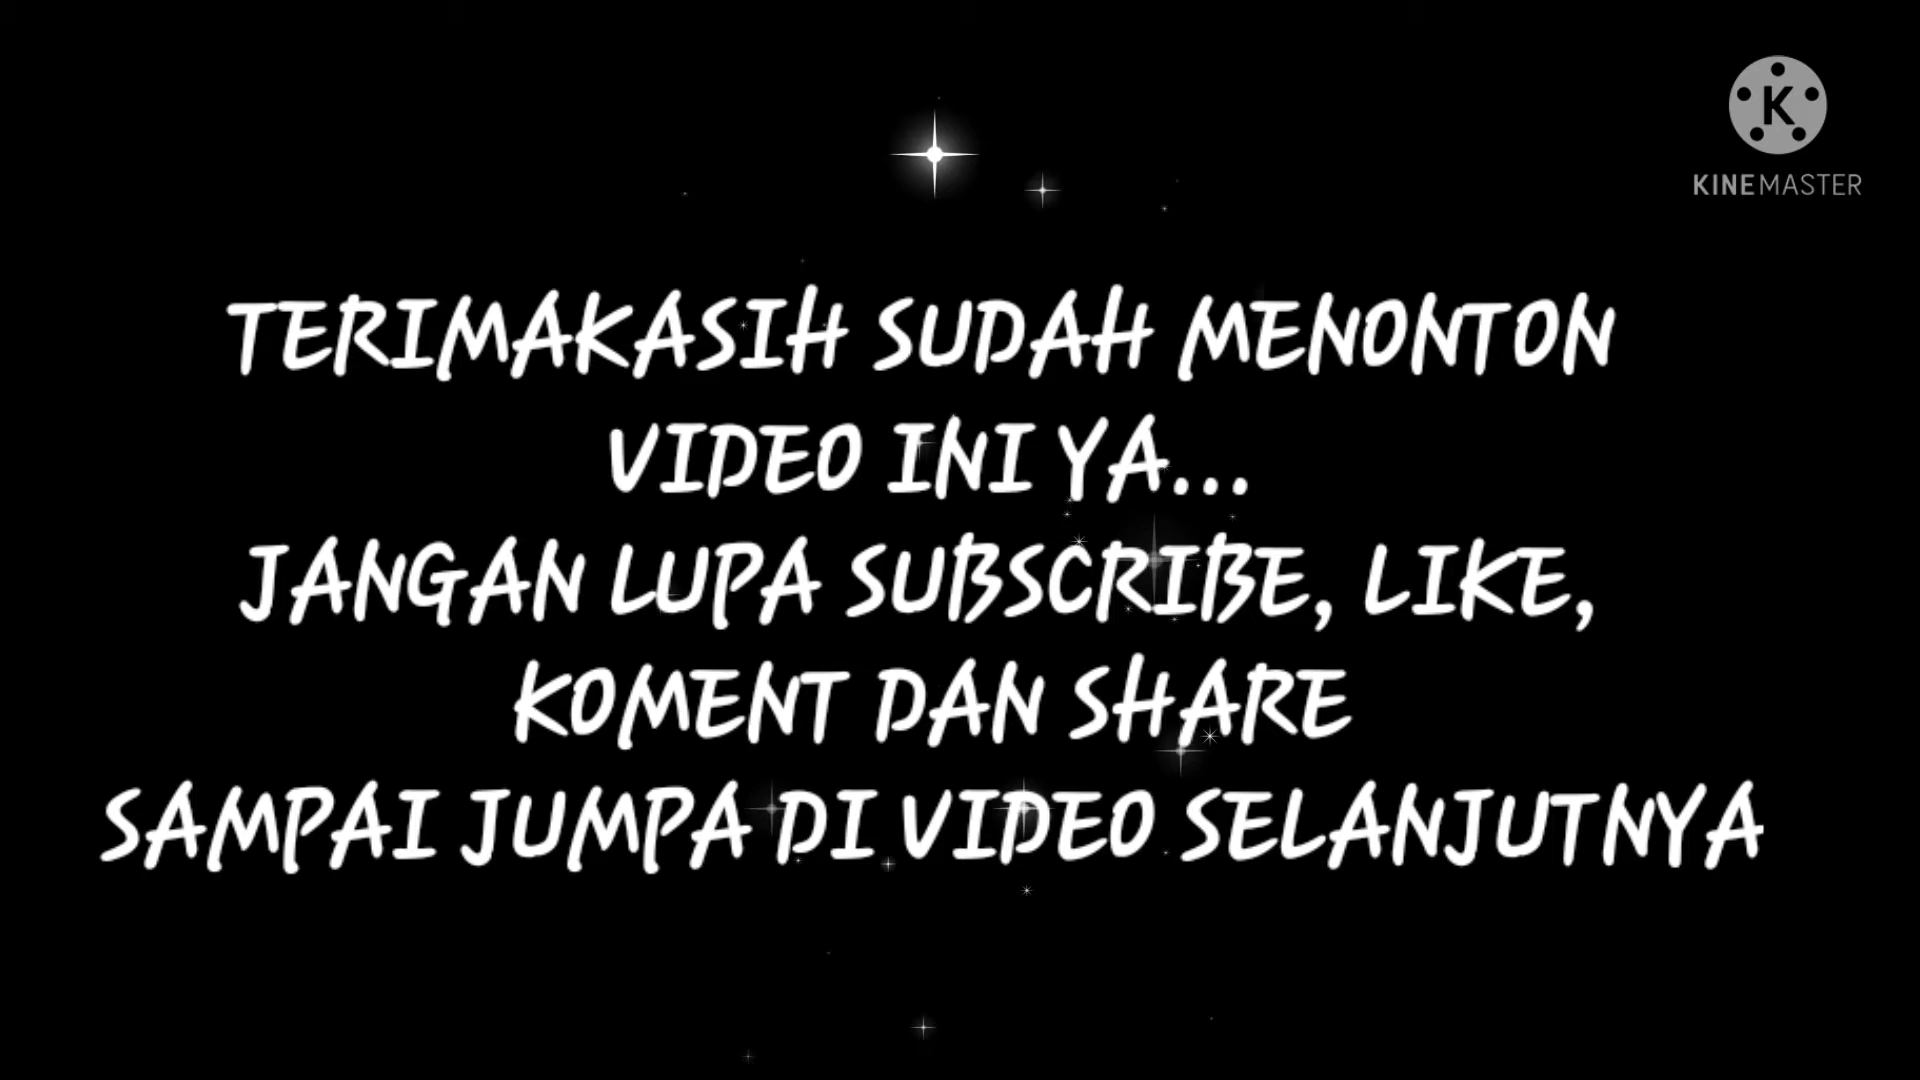 K
KINEMASTER
TERIMAKASIH SUDAH MENONTON
VIDEO INI YA...
JANGAN LUPA SUBSCRIBE, LIKE,
KOMENT DAN SHARE
SAMPAI JUMPA DI VIDEO SELANJUTNYA